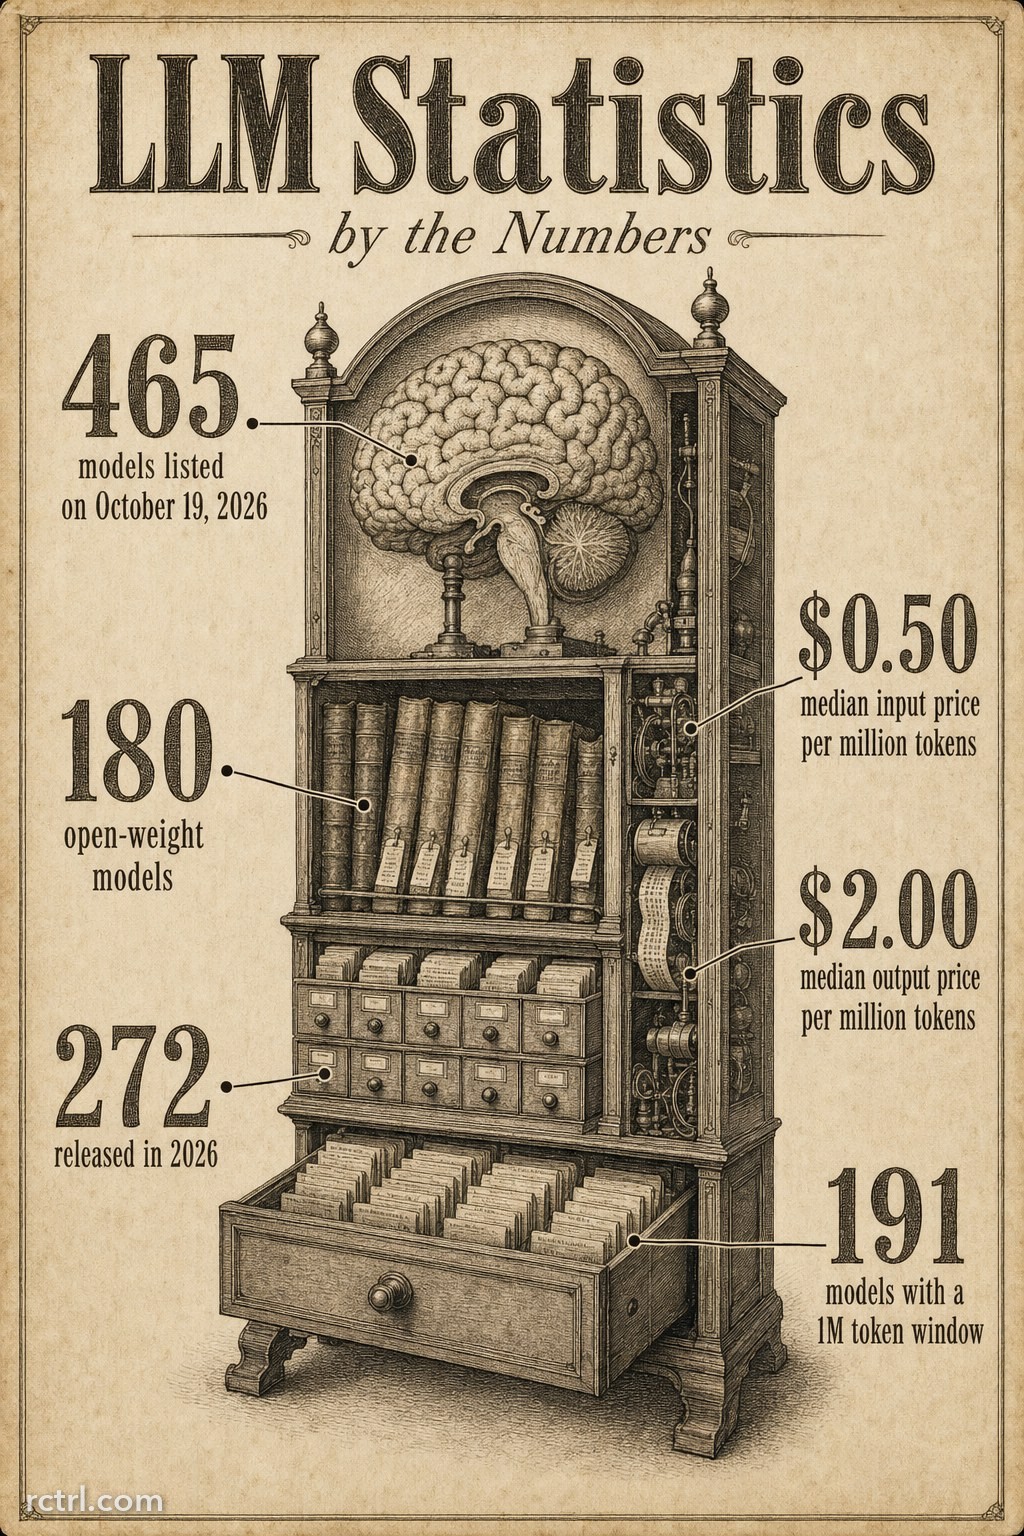 LLM Statistics
by the Numbers
465
models listed
on October 19, 2026
$0.50
median input price
per million tokens
180
open-weight
models
$2.00
median output price
per million tokens
272
released in 2026
191
models with a
1M token window
rctrl.com